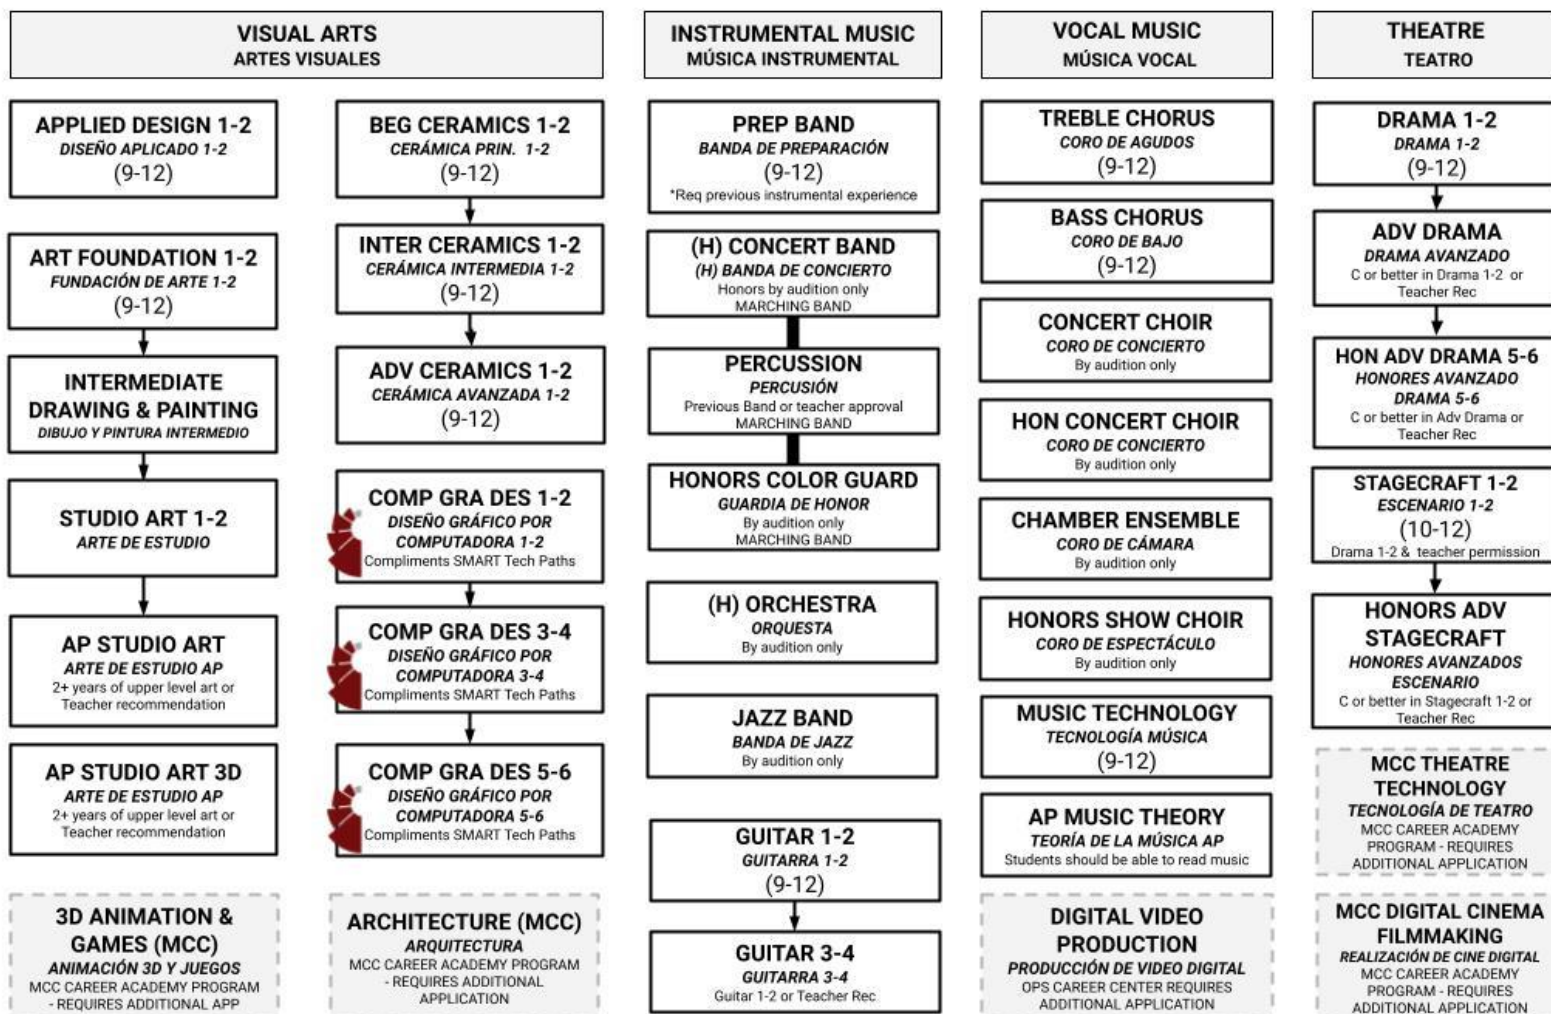 VISUAL ARTS
ARTES VISUALES
APPLIED DESIGN 1-2
DISEÑO APLICADO 1-2
(9-12)
ART FOUNDATION 1-2
FUNDACIÓN DE ARTE 1-2
(9-12)
INTERMEDIATE
DRAWING & PAINTING
DIBUJO Y PINTURA INTERMEDIO
STUDIO ART 1-2
ARTE DE ESTUDIO
AP STUDIO ART
ARTE DE ESTUDIO AP
2+ years of upper level art or
Teacher recommendation
AP STUDIO ART 3D
ARTE DE ESTUDIO AP
2+ years of upper level art or
Teacher recommendation
3D ANIMATION &
GAMES (MCC)
ANIMACIÓN 3D Y JUEGOS
MCC CAREER ACADEMY PROGRAM
- REQUIRES ADDITIONAL APP
BEG CERAMICS 1-2
CERÁMICA PRIN. 1-2
(9-12)
INTER CERAMICS 1-2
CERÁMICA INTERMEDIA 1-2
(9-12)
ADV CERAMICS 1-2
CERÁMICA AVANZADA 1-2
(9-12)
COMP GRA DES 1-2
DISEÑO GRÁFICO POR
COMPUTADORA 1-2
Compliments SMART Tech Paths
COMP GRA DES 3-4
DISEÑO GRÁFICO POR
COMPUTADORA 3-4
Compliments SMART Tech Paths
COMP GRA DES 5-6
DISEÑO GRÁFICO POR
COMPUTADORA 5-6
Compliments SMART Tech Paths
ARCHITECTURE (MCC)
ARQUITECTURA
MCC CAREER ACADEMY PROGRAM
- REQUIRES ADDITIONAL
APPLICATION
INSTRUMENTAL MUSIC
MÚSICA INSTRUMENTAL
PREP BAND
BANDA DE PREPARACIÓN
(9-12)
*Req previous instrumental experience
(H) CONCERT BAND
(H) BANDA DE CONCIERTO
Honors by audition only
MARCHING BAND
PERCUSSION
PERCUSIÓN
Previous Band or teacher approval
MARCHING BAND
HONORS COLOR GUARD
GUARDIA DE HONOR
By audition only
MARCHING BAND
(H) ORCHESTRA
ORQUESTA
By audition only
JAZZ BAND
BANDA DE JAZZ
By audition only
GUITAR 1-2
GUITARRA 1-2
(9-12)
GUITAR 3-4
GUITARRA 3-4
Guitar 1-2 or Teacher Rec
VOCAL MUSIC
MÚSICA VOCAL
TREBLE CHORUS
CORO DE AGUDOS
(9-12)
BASS CHORUS
CORO DE BAJO
(9-12)
CONCERT CHOIR
CORO DE CONCIERTO
By audition only
HON CONCERT CHOIR
CORO DE CONCIERTO
By audition only
CHAMBER ENSEMBLE
CORO DE CÁMARA
By audition only
HONORS SHOW CHOIR
CORO DE ESPECTÁCULO
By audition only
MUSIC TECHNOLOGY
TECNOLOGÍA MÚSICA
(9-12)
AP MUSIC THEORY
TEORÍA DE LA MÚSICA AP
Students should be able to read music
DIGITAL VIDEO
PRODUCTION
PRODUCCIÓN DE VIDEO DIGITAL
OPS CAREER CENTER REQUIRES
ADDITIONAL APPLICATION
THEATRE
TEATRO
DRAMA 1-2
DRAMA 1-2
(9-12)
ADV DRAMA
DRAMA AVANZADO
C or better in Drama 1-2 or
Teacher Rec
HON ADV DRAMA 5-6
HONORES AVANZADO
DRAMA 5-6
C or better in Adv Drama or
Teacher Rec
STAGECRAFT 1-2
ESCENARIO 1-2
(10-12)
Drama 1-2 & teacher permission
HONORS ADV
STAGECRAFT
HONORES AVANZADOS
ESCENARIO
C or better in Stagecraft 1-2 or
Teacher Rec
MCC THEATRE
TECHNOLOGY
TECNOLOGÍA DE TEATRO
MCC CAREER ACADEMY
PROGRAM - REQUIRES
ADDITIONAL APPLICATION
MCC DIGITAL CINEMA
FILMMAKING
REALIZACIÓN DE CINE DIGITAL
MCC CAREER ACADEMY
PROGRAM - REQUIRES
ADDITIONAL APPLICATION